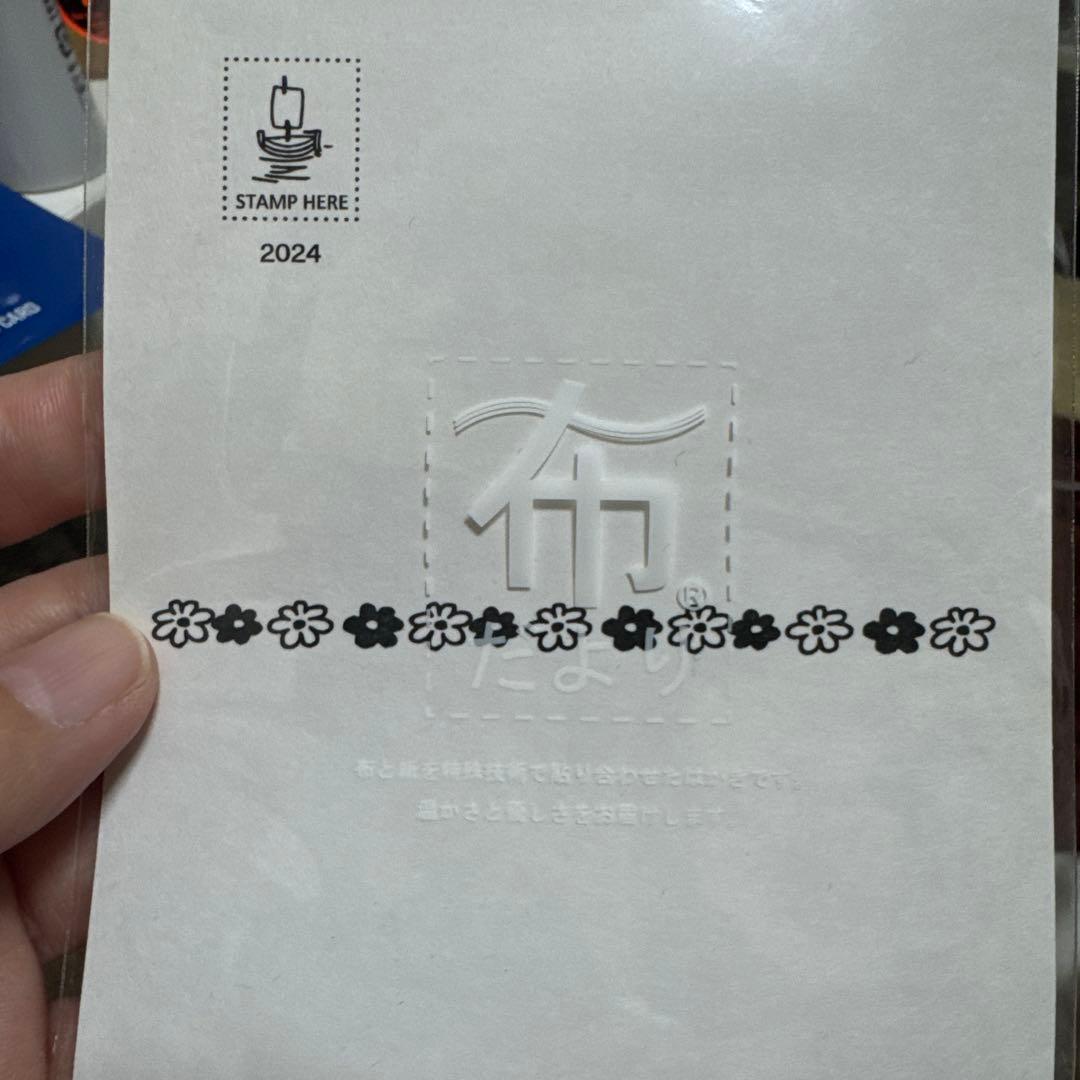 STAMP HERE
2024
布
®
だより
布と紙を特殊技術で貼り合わせたはがきです。
温かさと優しさをお届けします。
CARD